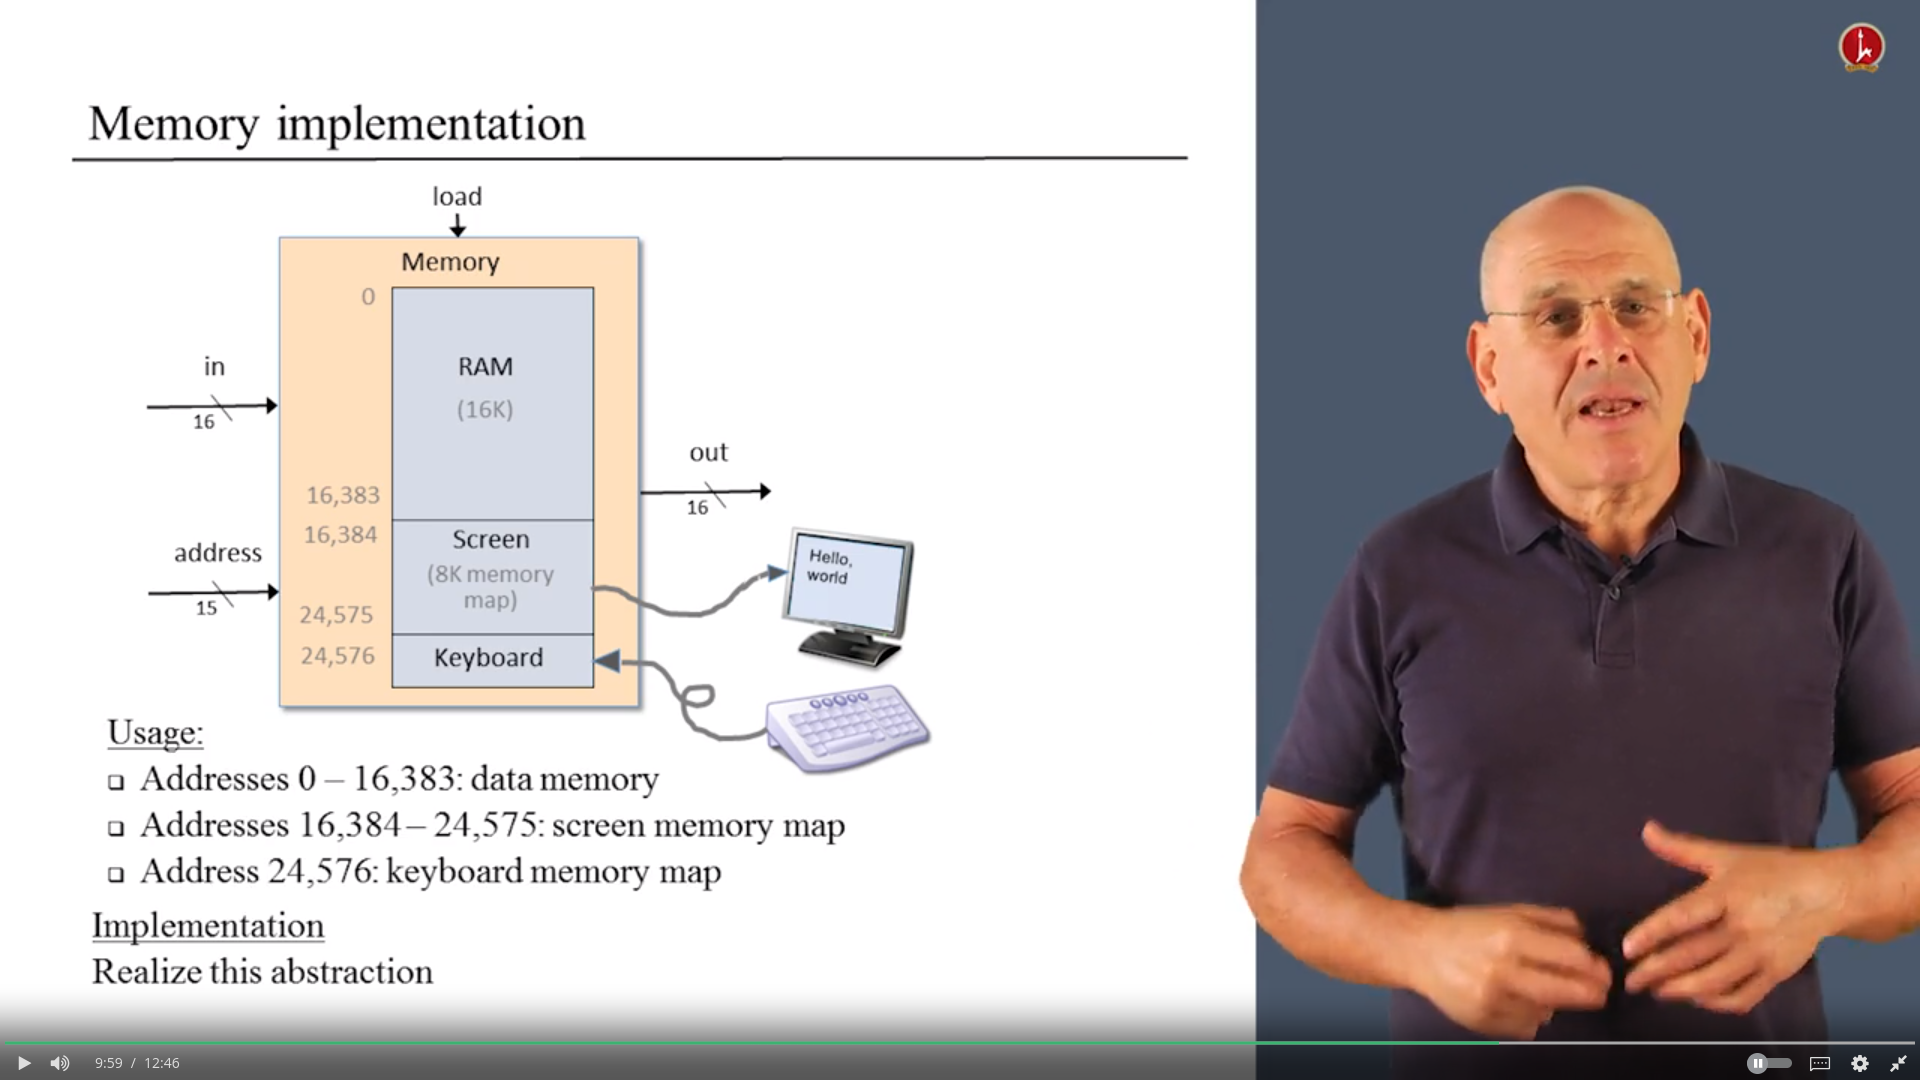 Memory implementation
load
Memory
0
in
RAM
(16K)
16
out
16,383
16
16,384
Screen
address
Hello,
world
(8K memory
map)
15
24,575
24,576
Keyboard
Usage:
❑ Addresses 0 – 16,383: data memory
❑ Addresses 16,384 – 24,575: screen memory map
❑ Address 24,576: keyboard memory map
Implementation
Realize this abstraction
9:59 / 12:46